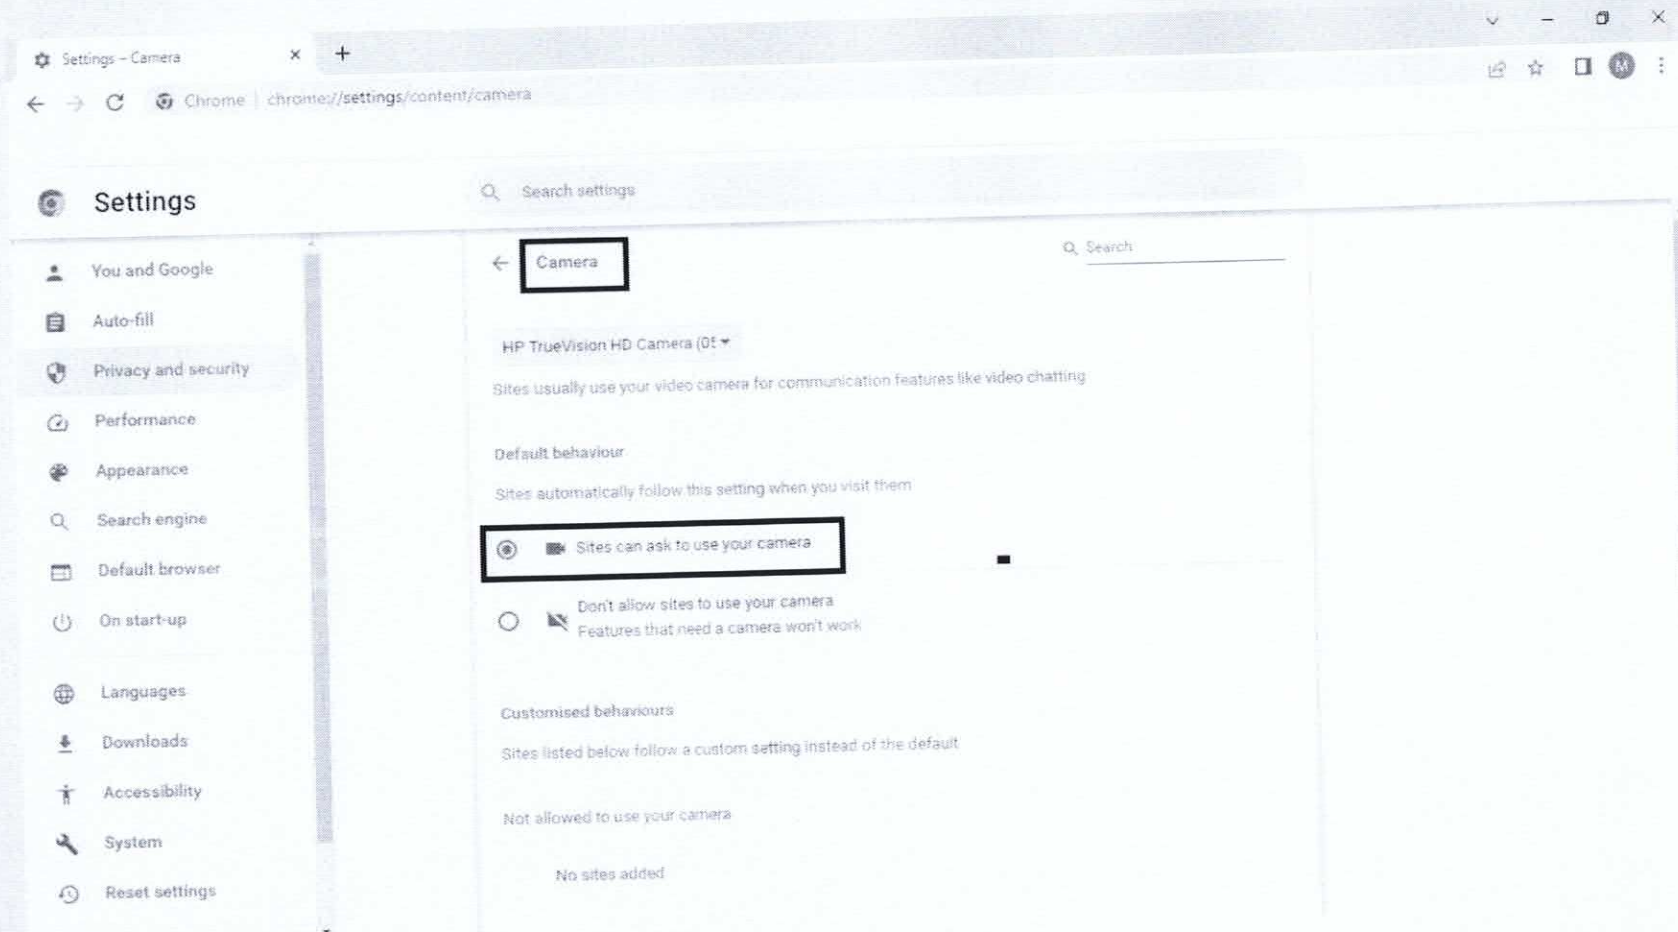 Settings – Camera
Chrome | chrome://settings/content/camera
M
Settings
Search settings
You and Google
Auto-fill
Privacy and security
Performance
Appearance
Search engine
Default browser
On start-up
Languages
Downloads
Accessibility
System
Reset settings
Camera
Search
HP TrueVision HD Camera (05
Sites usually use your video camera for communication features like video chatting
Default behaviour
Sites automatically follow this setting when you visit them
Sites can ask to use your camera
Don't allow sites to use your camera
Features that need a camera won't work
Customised behaviours
Sites listed below follow a custom setting instead of the default
Not allowed to use your camera
No sites added